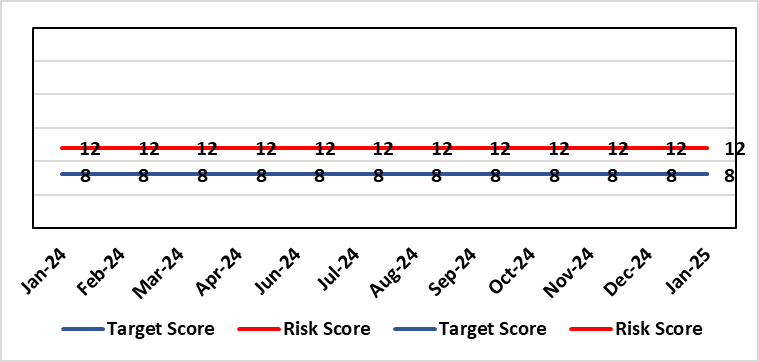 12 12 12 12 12 12 12 12 12 12 12 12
8 8 8 8 8 8 8 8 8 8 8 8
Jan-24 Feb-24 Mar-24 Apr-24 Jun-24 Jul-24 Aug-24 Sep-24 Oct-24 Nov-24 Dec-24 Jan-25
Target Score Risk Score Target Score Risk Score